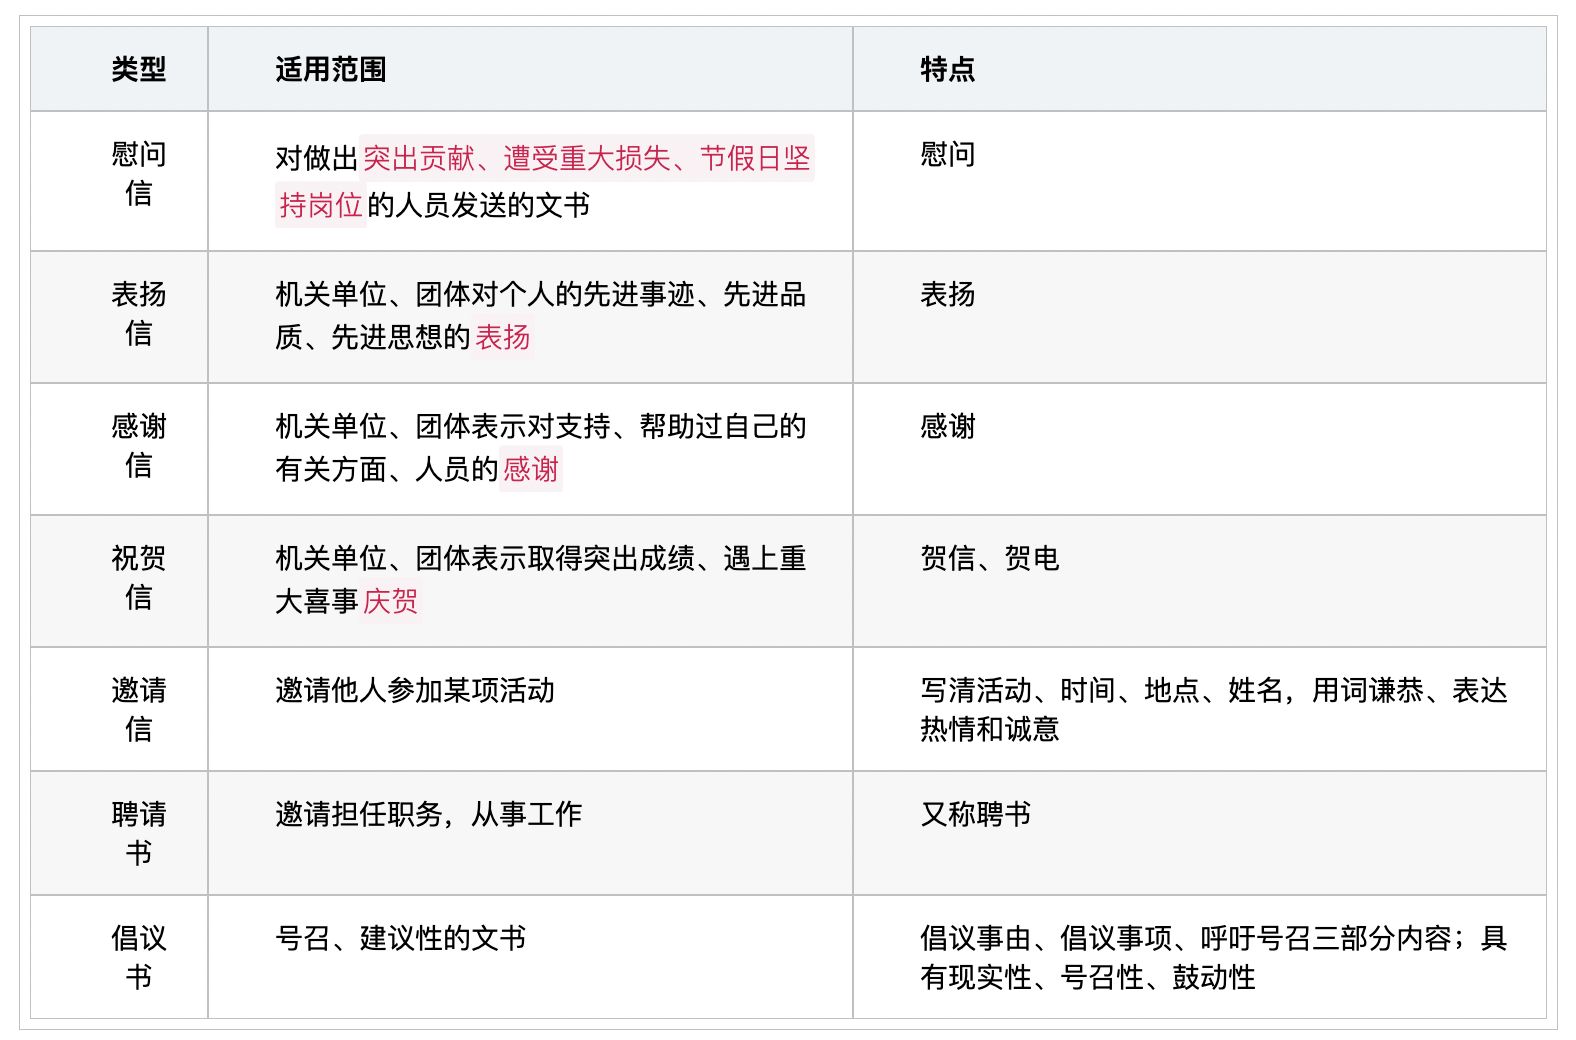 类型 适用范围 特点
慰问
信
对做出突出贡献、遭受重大损失、节假日坚
持岗位的人员发送的文书
慰问
表扬
信
机关单位、团体对个人的先进事迹、先进品
质、先进思想的表扬
表扬
感谢
信
机关单位、团体表示对支持、帮助过自己的
有关方面、人员的感谢
感谢
祝贺
信
机关单位、团体表示取得突出成绩、遇上重
大喜事庆贺
贺信、贺电
邀请
信
邀请他人参加某项活动
写清活动、时间、地点、姓名，用词谦恭、表达
热情和诚意
聘请
书
邀请担任职务，从事工作
又称聘书
倡议
书
号召、建议性的文书
倡议事由、倡议事项、呼吁号召三部分内容；具
有现实性、号召性、鼓动性